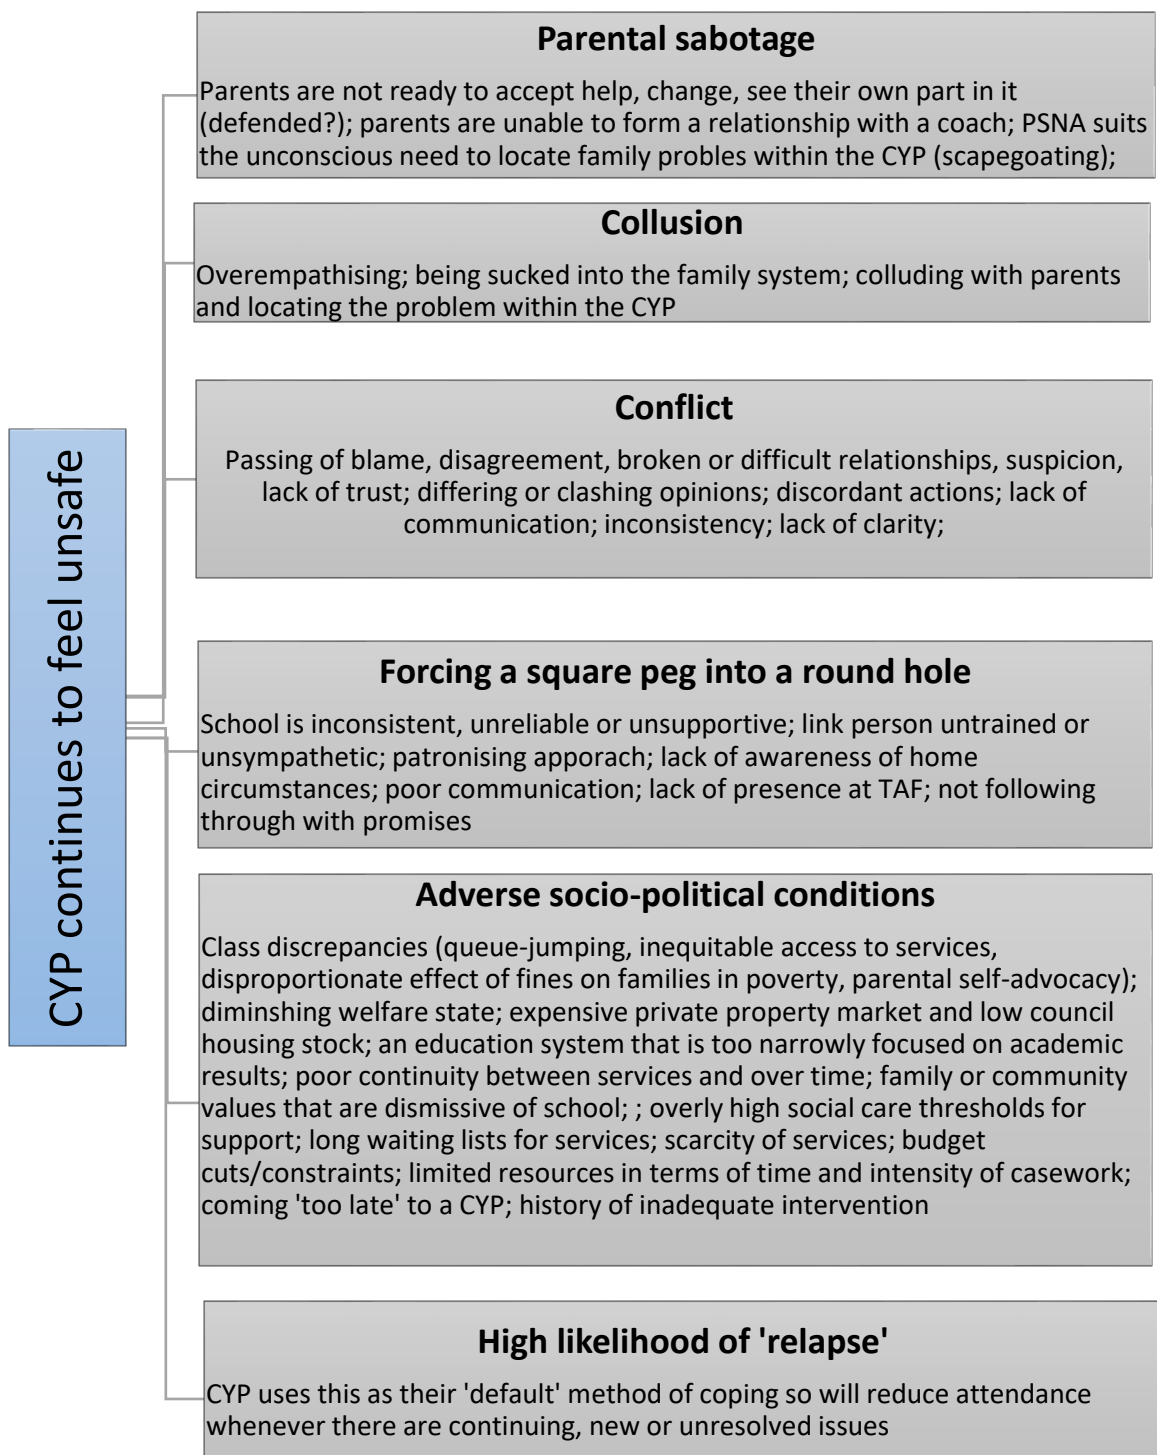 CYP continues to feel unsafe
Parental sabotage
Parents are not ready to accept help, change, see their own part in it
(defended?); parents are unable to form a relationship with a coach; PSNA suits
the unconscious need to locate family probles within the CYP (scapegoating);
Collusion
Overempathising; being sucked into the family system; colluding with parents
and locating the problem within the CYP
Conflict
Passing of blame, disagreement, broken or difficult relationships, suspicion,
lack of trust; differing or clashing opinions; discordant actions; lack of
communication; inconsistency; lack of clarity;
Forcing a square peg into a round hole
School is inconsistent, unreliable or unsupportive; link person untrained or
unsympathetic; patronising apporach; lack of awareness of home
circumstances; poor communication; lack of presence at TAF; not following
through with promises
Adverse socio-political conditions
Class discrepancies (queue-jumping, inequitable access to services,
disproportionate effect of fines on families in poverty, parental self-advocacy);
diminshing welfare state; expensive private property market and low council
housing stock; an education system that is too narrowly focused on academic
results; poor continuity between services and over time; family or community
values that are dismissive of school; ; overly high social care thresholds for
support; long waiting lists for services; scarcity of services; budget
cuts/constraints; limited resources in terms of time and intensity of casework;
coming 'too late' to a CYP; history of inadequate intervention
High likelihood of 'relapse'
CYP uses this as their 'default' method of coping so will reduce attendance
whenever there are continuing, new or unresolved issues